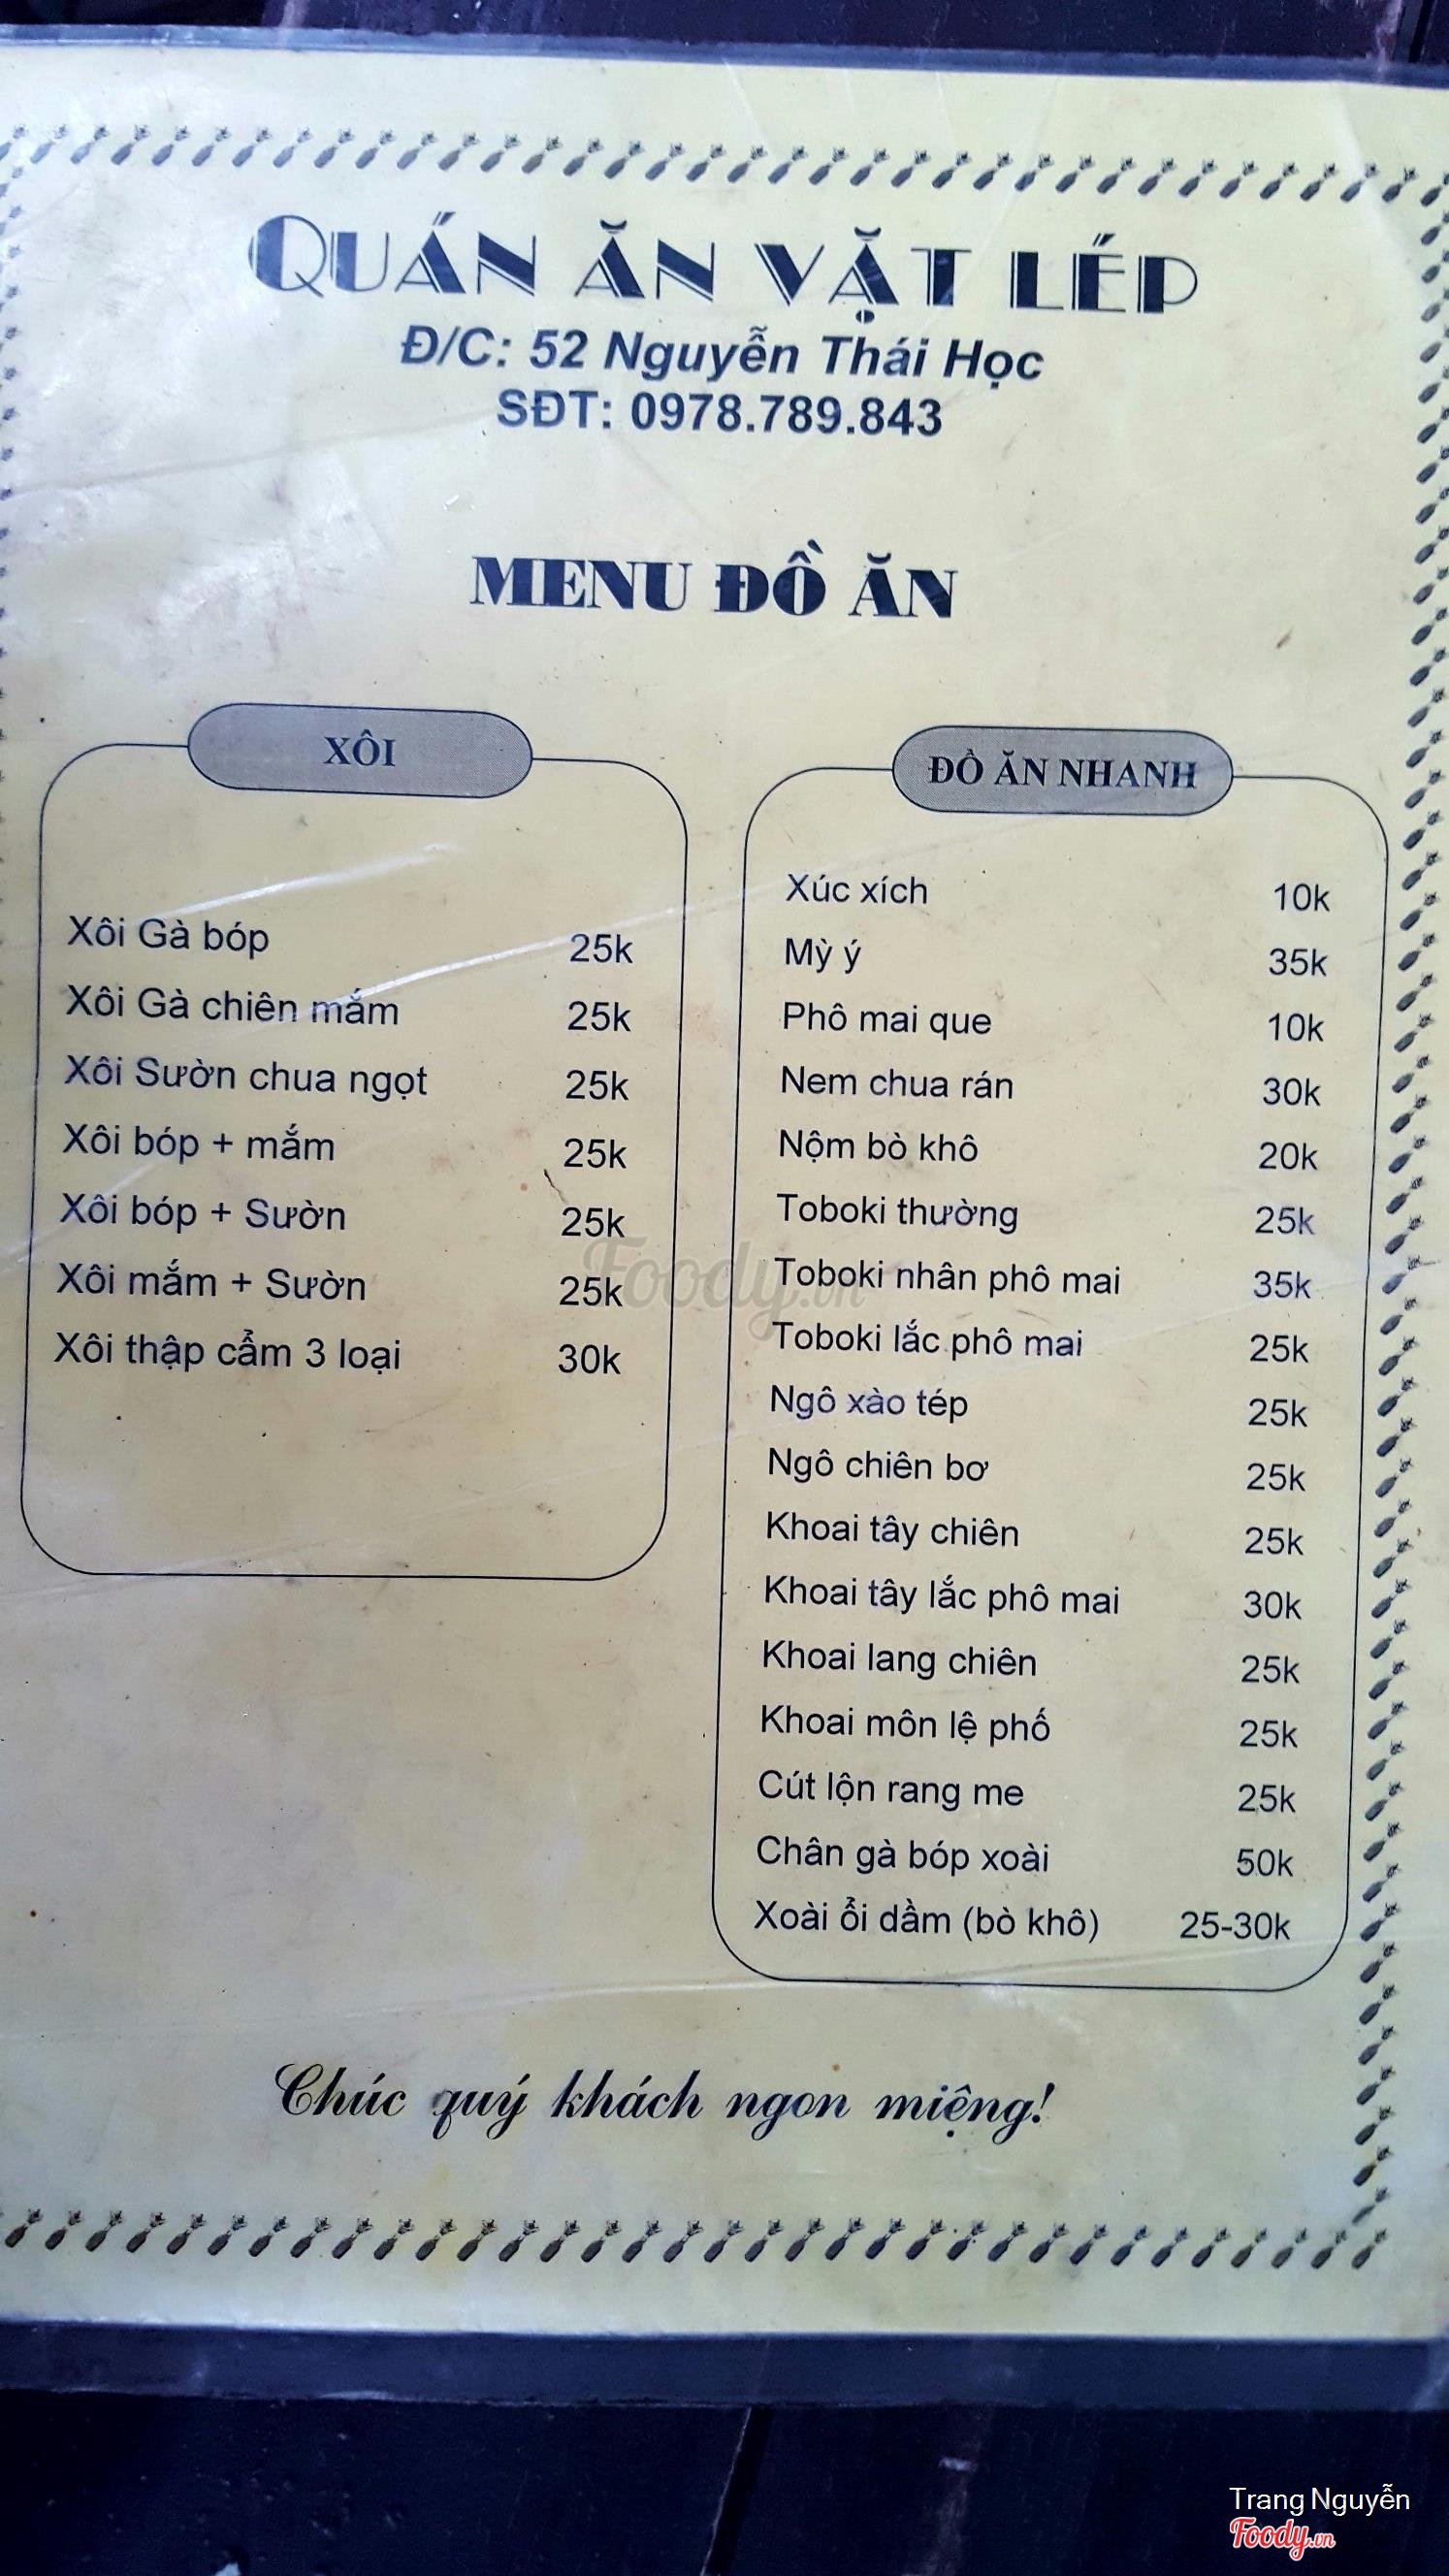 QUÁN ĂN VẶT LẾP
Đ/C: 52 Nguyễn Thái Học
SĐT: 0978.789.843
MENU ĐỒ ĂN
XÔI
Xôi Gà bóp 25k
Xôi Gà chiên mắm 25k
Xôi Sườn chua ngọt 25k
Xôi bóp + mắm 25k
Xôi bóp + Sườn 25k
Xôi mắm + Sườn 25k
Xôi thập cẩm 3 loại 30k
ĐỒ ĂN NHANH
Xúc xích 10k
Mỳ ý 35k
Phô mai que 10k
Nem chua rán 30k
Nộm bò khô 20k
Toboki thường 25k
Toboki nhân phô mai 35k
Toboki lắc phô mai 25k
Ngô xào tép 25k
Ngô chiên bơ 25k
Khoai tây chiên 25k
Khoai tây lắc phô mai 30k
Khoai lang chiên 25k
Khoai môn lệ phố 25k
Cút lộn rang me 25k
Chân gà bóp xoài 50k
Xoài ổi dầm (bò khô) 25-30k
Chúc quý khách ngon miệng!
Foody.vn
Trang Nguyễn
Foody.vn